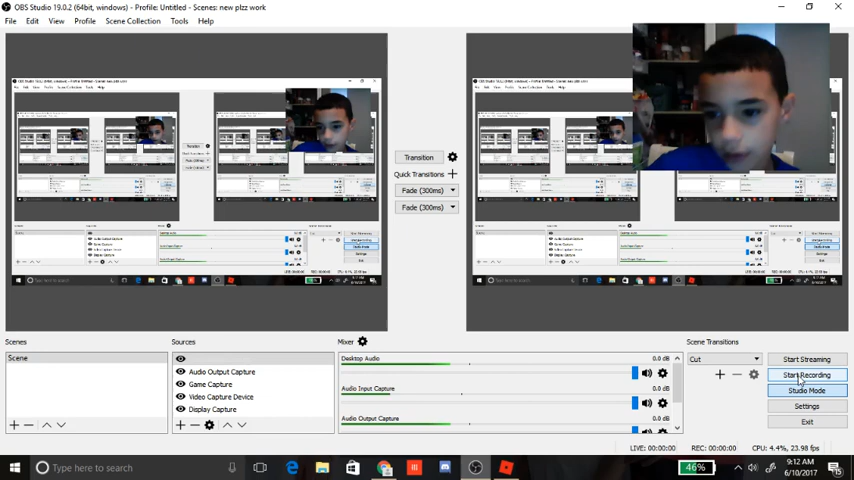 OBS Studio 19.0.2 (64bit, windows) - Profile: Untitled - Scenes: new plzz work
File Edit View Profile Scene Collection Tools Help
Transition
Quick Transitions
Fade (300ms)
Fade (300ms)
Scenes
Scene
Sources
Audio Output Capture
Game Capture
Video Capture Device
Display Capture
Mixer
Desktop Audio 0.0 dB
Audio Input Capture 0.0 dB
Audio Output Capture 0.0 dB
Scene Transitions
Cut
Start Streaming
Start Recording
Studio Mode
Settings
Exit
LIVE: 00:00:00 REC: 00:00:00 CPU: 4.4%, 23.98 fps
Type here to search
46%
9:12 AM
6/10/2017
15